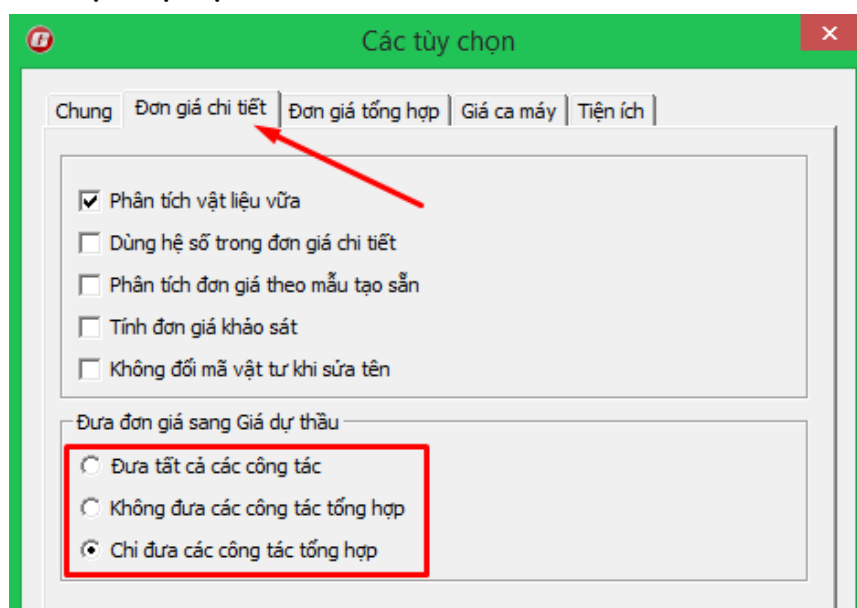 Các tùy chọn
Chung Đơn giá chi tiết Đơn giá tổng hợp Giá ca máy Tiện ích
Phân tích vật liệu vữa
Dùng hệ số trong đơn giá chi tiết
Phân tích đơn giá theo mẫu tạo sẵn
Tính đơn giá khảo sát
Không đổi mã vật tư khi sửa tên
Đưa đơn giá sang Giá dự thầu
Đưa tất cả các công tác
Không đưa các công tác tổng hợp
Chỉ đưa các công tác tổng hợp